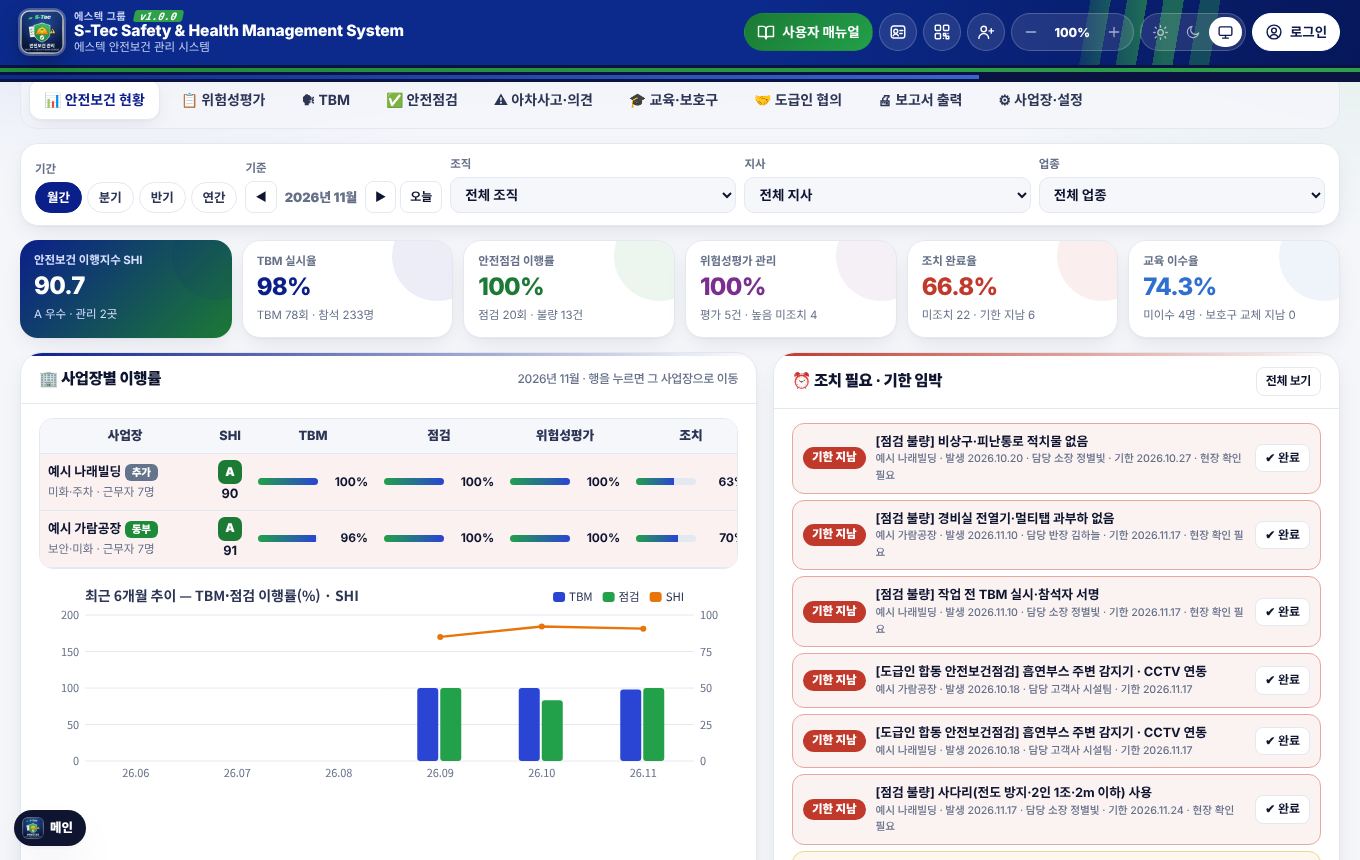 에스텍 그룹 v1.0.0
S-Tec Safety & Health Management System
에스텍 안전보건 관리 시스템
사용자 매뉴얼
100%
로그인
안전보건 현황
위험성평가
TBM
안전점검
아차사고·의견
교육·보호구
도급인 협의
보고서 출력
사업장·설정
기간
월간 분기 반기 연간
기준
◀ 2026년 11월 ▶ 오늘
조직
전체 조직
지사
전체 지사
업종
전체 업종
안전보건 이행지수 SHI
90.7
A 우수 · 관리 2곳
TBM 실시율
98%
TBM 78회 · 참석 233명
안전점검 이행률
100%
점검 20회 · 불량 13건
위험성평가 관리
100%
평가 5건 · 높음 미조치 4
조치 완료율
66.8%
미조치 22 · 기한 지남 6
교육 이수율
74.3%
미이수 4명 · 보호구 교체 지남 0
사업장별 이행률
2026년 11월 · 행을 누르면 그 사업장으로 이동
사업장 SHI TBM 점검 위험성평가 조치
예시 나래빌딩 추가
미화·주차 · 근무자 7명
A
90
100% 100% 100% 63%
예시 가람공장 동부
보안·미화 · 근무자 7명
A
91
96% 100% 100% 70%
최근 6개월 추이 — TBM·점검 이행률(%) · SHI
TBM 점검 SHI
200 100
150 75
100 50
50 25
0 0
26.06 26.07 26.08 26.09 26.10 26.11
메인
조치 필요 · 기한 임박
전체 보기
기한 지남
[점검 불량] 비상구·피난통로 적치물 없음
예시 나래빌딩 · 발생 2026.10.20 · 담당 소장 정별빛 · 기한 2026.10.27 · 현장 확인
필요
✔ 완료
기한 지남
[점검 불량] 경비실 전열기·멀티탭 과부하 없음
예시 가람공장 · 발생 2026.11.10 · 담당 반장 김하늘 · 기한 2026.11.17 · 현장 확인 필
요
✔ 완료
기한 지남
[점검 불량] 작업 전 TBM 실시·참석자 서명
예시 나래빌딩 · 발생 2026.11.10 · 담당 소장 정별빛 · 기한 2026.11.17 · 현장 확인 필
요
✔ 완료
기한 지남
[도급인 합동 안전보건점검] 흡연부스 주변 감지기 · CCTV 연동
예시 가람공장 · 발생 2026.10.18 · 담당 고객사 시설팀 · 기한 2026.11.17
✔ 완료
기한 지남
[도급인 합동 안전보건점검] 흡연부스 주변 감지기 · CCTV 연동
예시 나래빌딩 · 발생 2026.10.18 · 담당 고객사 시설팀 · 기한 2026.11.17
✔ 완료
기한 지남
[점검 불량] 사다리(전도 방지·2인 1조·2m 이하) 사용
예시 나래빌딩 · 발생 2026.11.17 · 담당 소장 정별빛 · 기한 2026.11.24 · 현장 확인
필요
✔ 완료